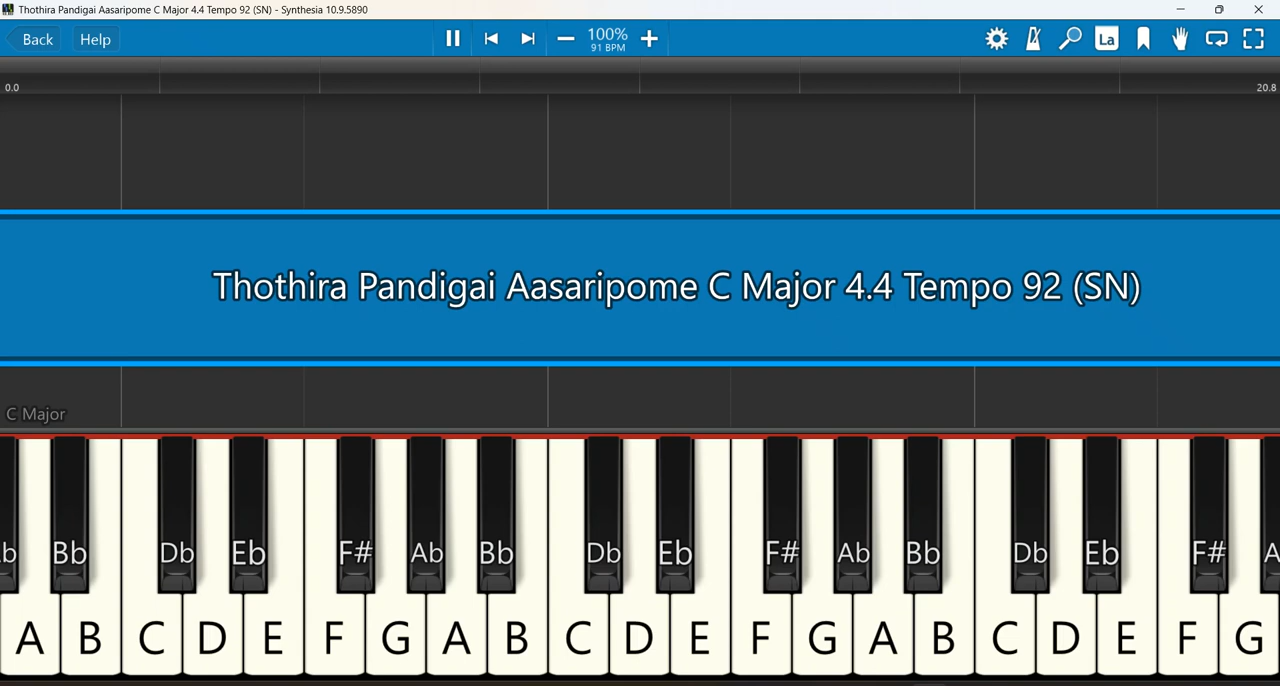 Thothira Pandigai Aasaripome C Major 4.4 Tempo 92 (SN) - Synthesia 10.9.5890
Back Help 100% La
91 BPM
0.0 20.8
Thothira Pandigai Aasaripome C Major 4.4 Tempo 92 (SN)
C Major
b Bb Db Eb F# Ab Bb Db Eb F# Ab Bb Db Eb F# A
A B C D E F G A B C D E F G A B C D E F G